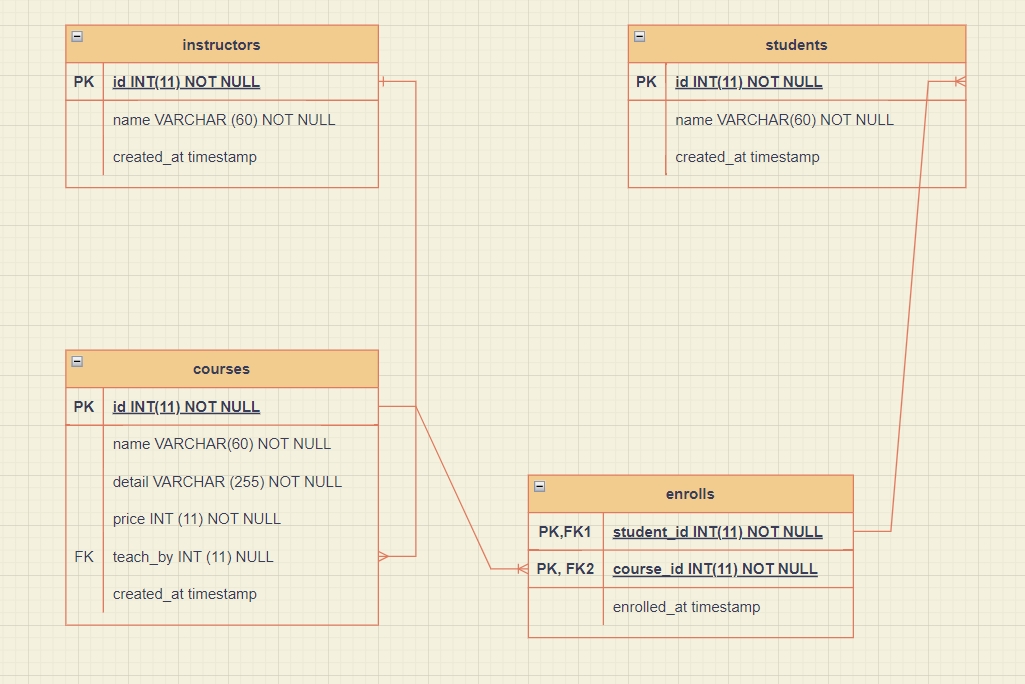 instructors
PK id INT(11) NOT NULL
name VARCHAR (60) NOT NULL
created_at timestamp
students
PK id INT(11) NOT NULL
name VARCHAR(60) NOT NULL
created_at timestamp
courses
PK id INT(11) NOT NULL
name VARCHAR(60) NOT NULL
detail VARCHAR (255) NOT NULL
price INT (11) NOT NULL
FK teach_by INT (11) NULL
created_at timestamp
enrolls
PK,FK1 student_id INT(11) NOT NULL
PK, FK2 course_id INT(11) NOT NULL
enrolled_at timestamp